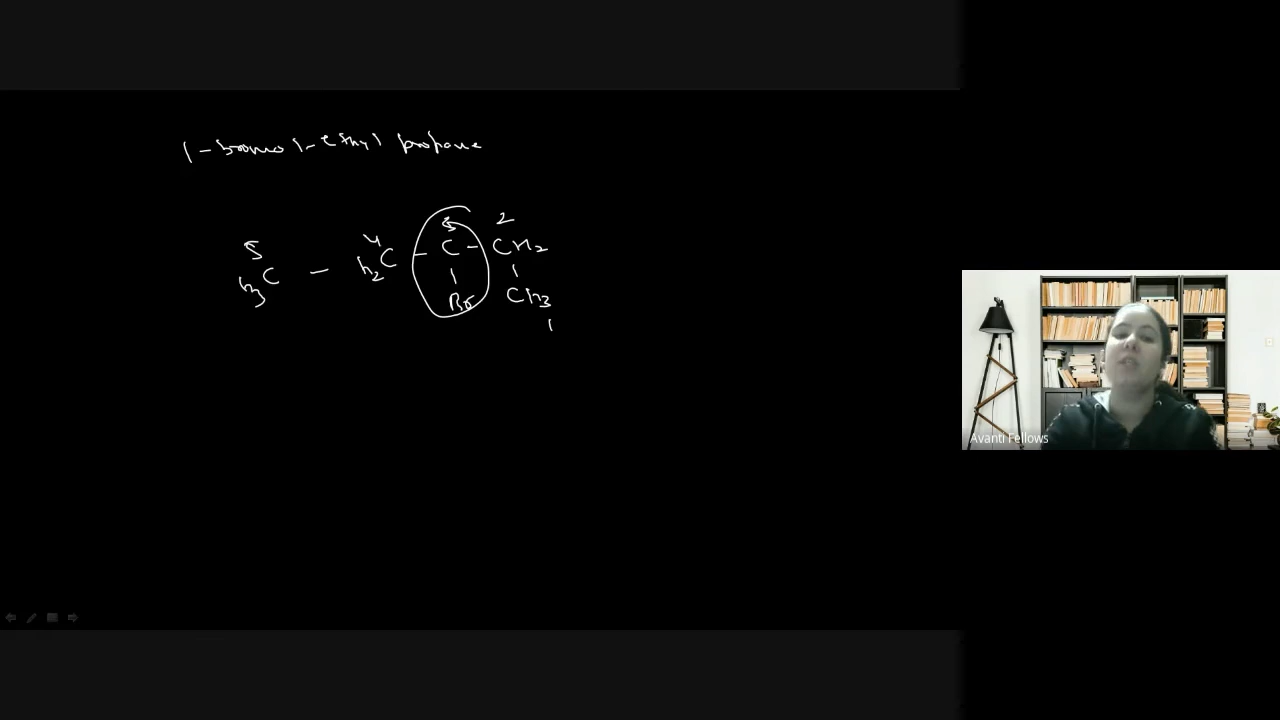 1-bromo 1-ethyl propane
5 4 3 2
H3C - H2C - C - CH2
| |
Br CH3
1
Avanti Fellows